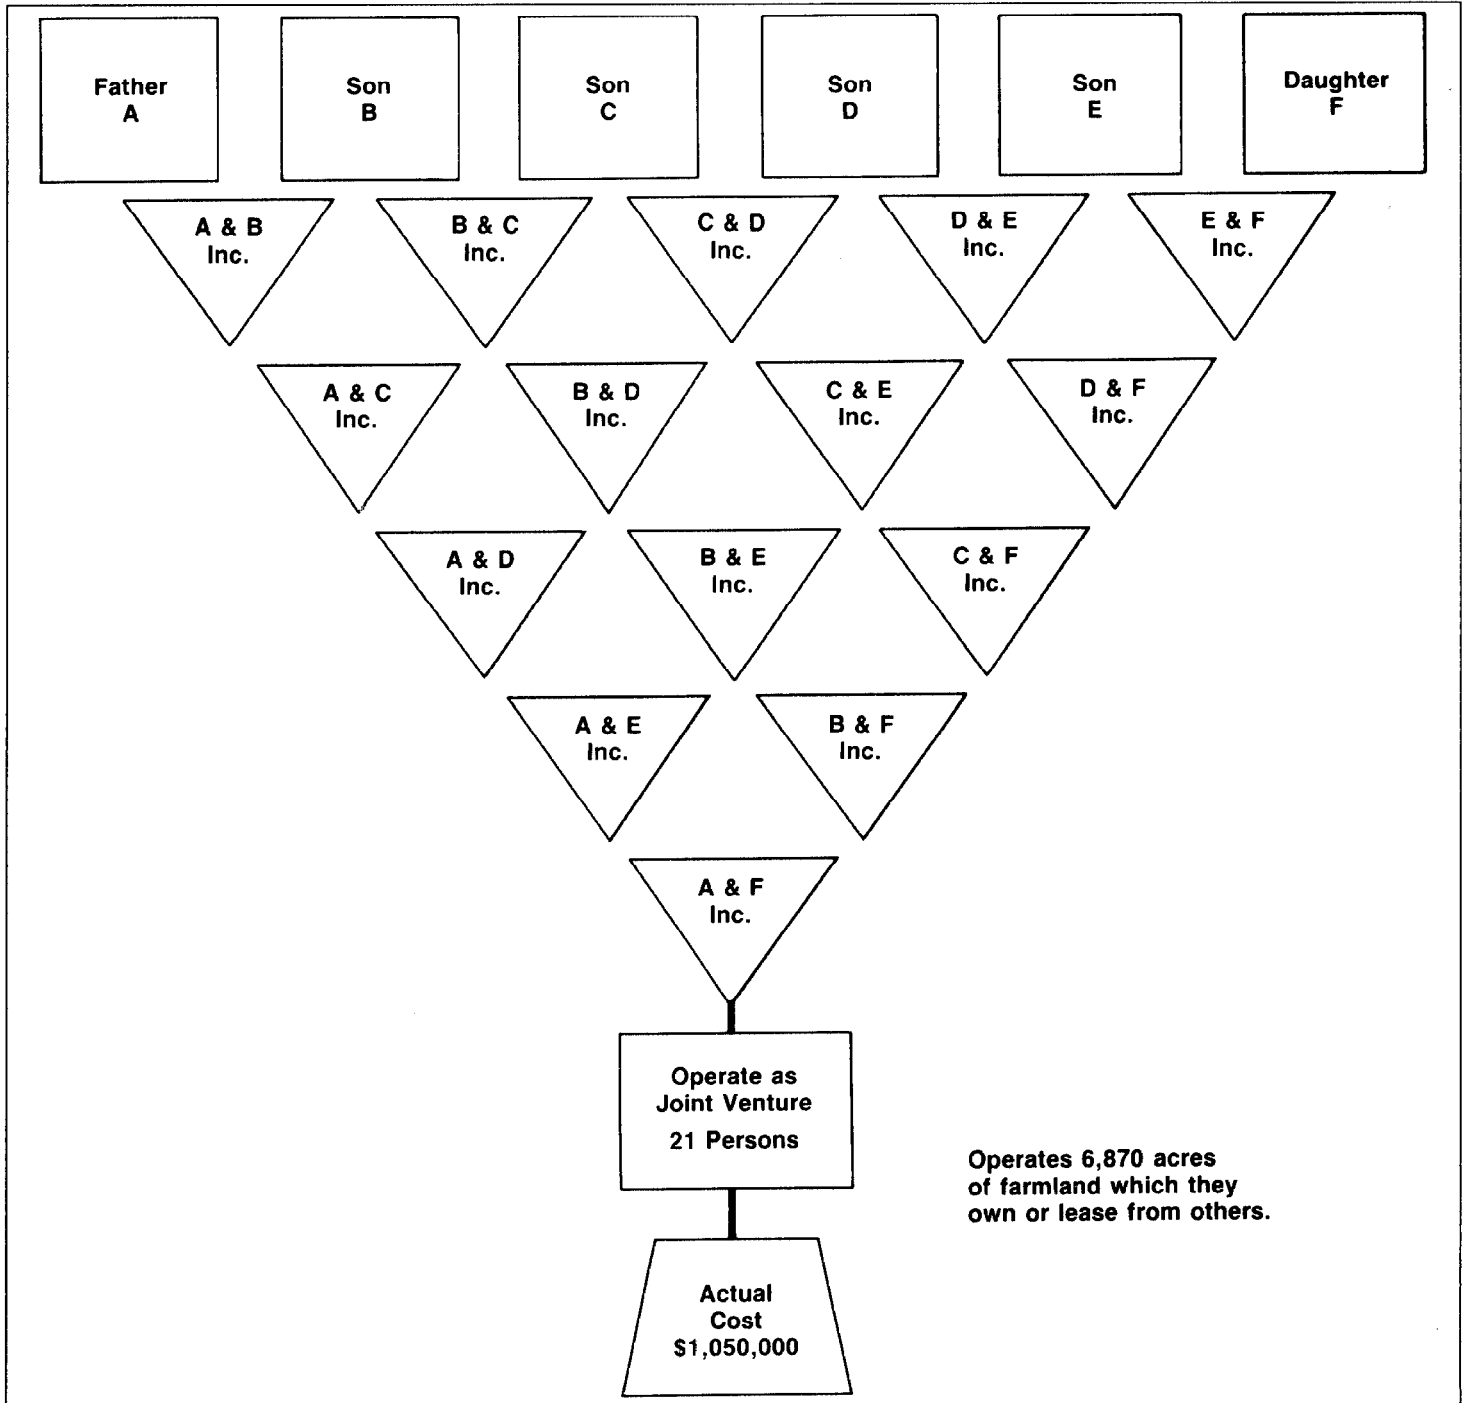 Father
A
Son
B
Son
C
Son
D
Son
E
Daughter
F
A & B
Inc.
B & C
Inc.
C & D
Inc.
D & E
Inc.
E & F
Inc.
A & C
Inc.
B & D
Inc.
C & E
Inc.
D & F
Inc.
A & D
Inc.
B & E
Inc.
C & F
Inc.
A & E
Inc.
B & F
Inc.
A & F
Inc.
Operate as
Joint Venture
21 Persons
Operates 6,870 acres
of farmland which they
own or lease from others.
Actual
Cost
$1,050,000